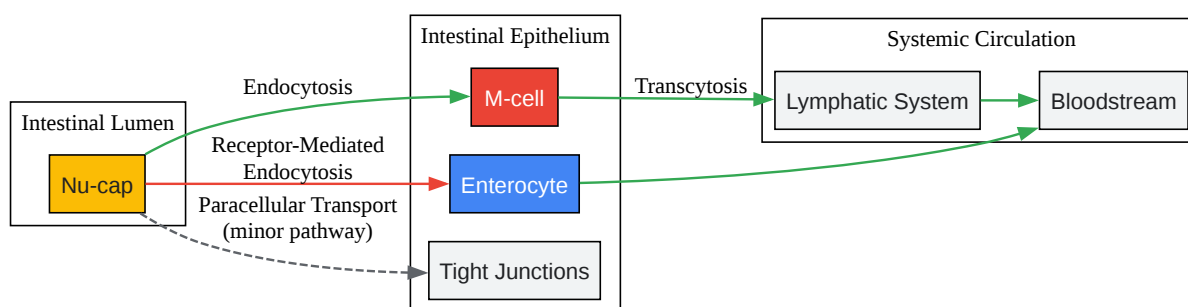 Intestinal Lumen
Nu-cap
Endocytosis
Receptor-Mediated
Endocytosis
Paracellular Transport
(minor pathway)
Intestinal Epithelium
M-cell
Enterocyte
Tight Junctions
Transcytosis
Systemic Circulation
Lymphatic System
Bloodstream